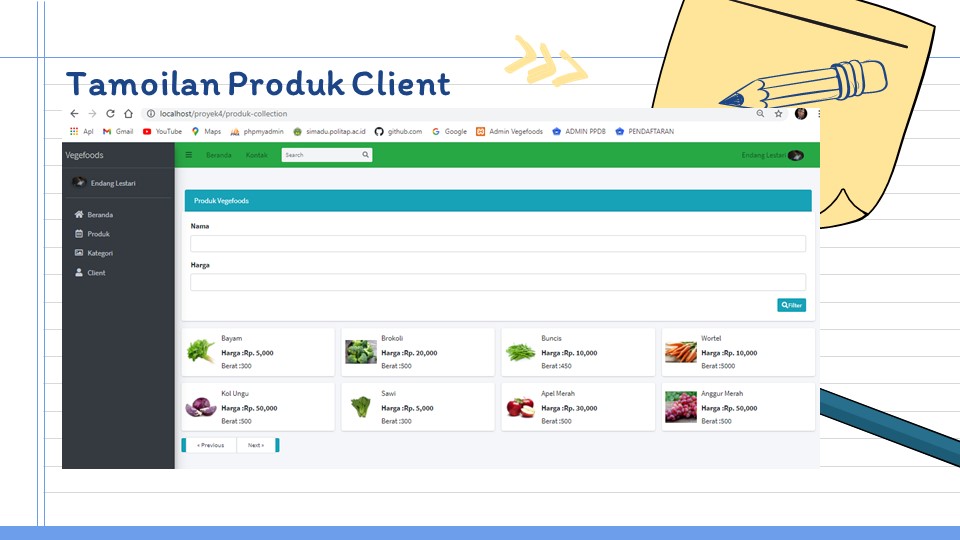 Tamoilan Produk Client
localhost/proyek4/produk-collection
Apl Gmail YouTube Maps phpmyadmin simadu.politap.ac.id github.com Google Admin Vegefoods ADMIN PPDB PENDAFTARAN
Vegefoods
Beranda Kontak Search Endang Lestari
Endang Lestari
Beranda
Produk
Kategori
Client
Produk Vegefoods
Nama
Harga
Filter
Bayam
Harga :Rp. 5,000
Berat :300
Brokoli
Harga :Rp. 20,000
Berat :500
Buncis
Harga :Rp. 10,000
Berat :450
Wortel
Harga :Rp. 10,000
Berat :5000
Kol Ungu
Harga :Rp. 50,000
Berat :500
Sawi
Harga :Rp. 5,000
Berat :300
Apel Merah
Harga :Rp. 30,000
Berat :500
Anggur Merah
Harga :Rp. 50,000
Berat :500
« Previous Next »